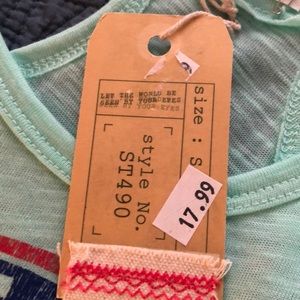 LET THE WORLD BE
SEEN BY YOUR EYES
size : S
style No.
ST490
17.99